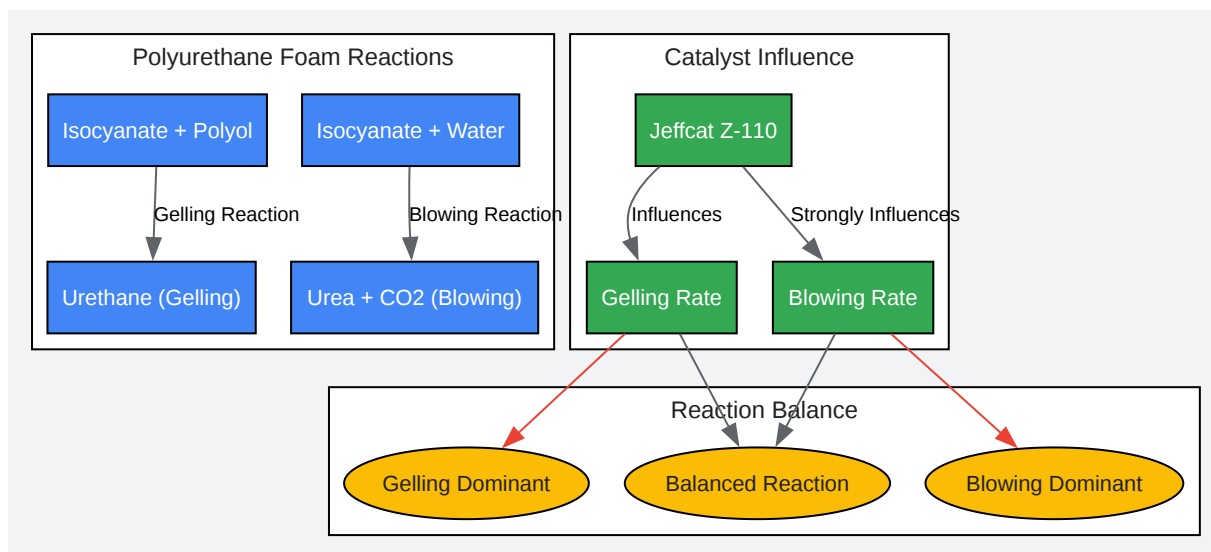 Polyurethane Foam Reactions
Catalyst Influence
Isocyanate + Polyol
Isocyanate + Water
Jeffcat Z-110
Gelling Reaction
Blowing Reaction
Influences
Strongly Influences
Urethane (Gelling)
Urea + CO2 (Blowing)
Gelling Rate
Blowing Rate
Reaction Balance
Gelling Dominant
Balanced Reaction
Blowing Dominant